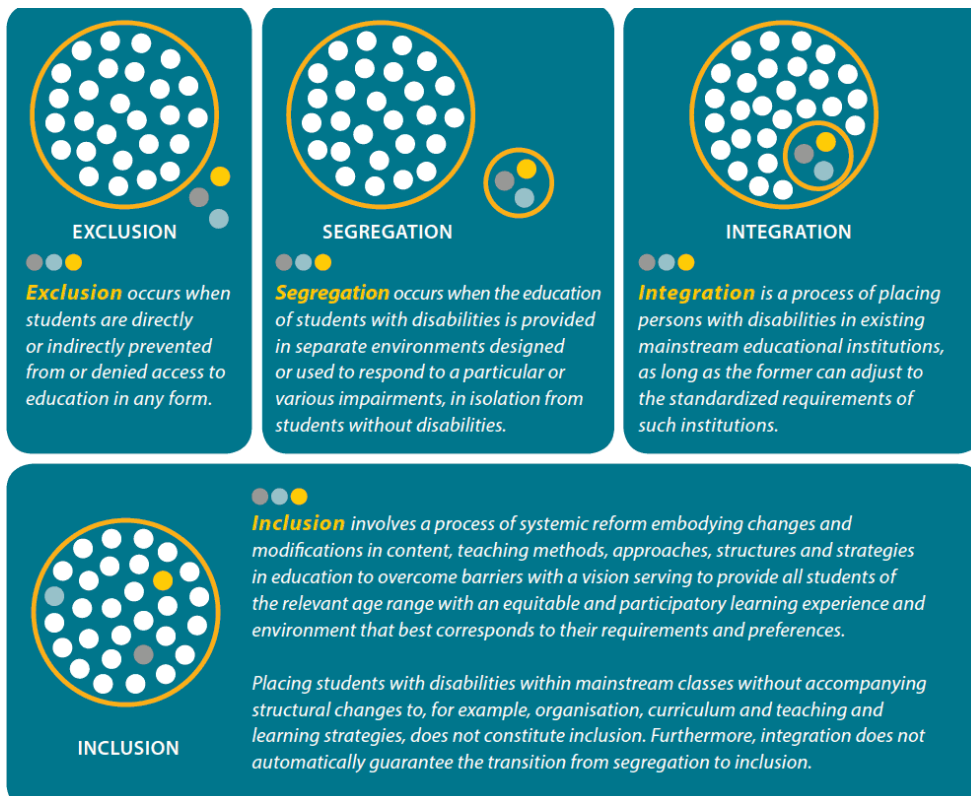 EXCLUSION
Exclusion occurs when
students are directly
or indirectly prevented
from or denied access to
education in any form.
SEGREGATION
Segregation occurs when the education
of students with disabilities is provided
in separate environments designed
or used to respond to a particular or
various impairments, in isolation from
students without disabilities.
INTEGRATION
Integration is a process of placing
persons with disabilities in existing
mainstream educational institutions,
as long as the former can adjust to
the standardized requirements of
such institutions.
INCLUSION
Inclusion involves a process of systemic reform embodying changes and
modifications in content, teaching methods, approaches, structures and strategies
in education to overcome barriers with a vision serving to provide all students of
the relevant age range with an equitable and participatory learning experience and
environment that best corresponds to their requirements and preferences.
Placing students with disabilities within mainstream classes without accompanying
structural changes to, for example, organisation, curriculum and teaching and
learning strategies, does not constitute inclusion. Furthermore, integration does not
automatically guarantee the transition from segregation to inclusion.